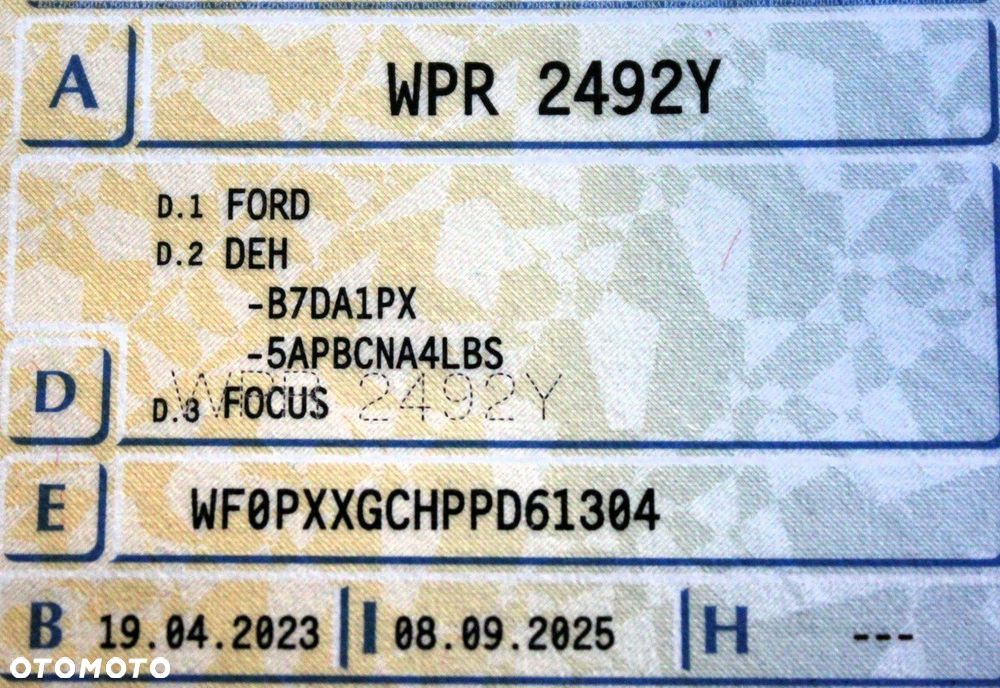 A WPR 2492Y
D.1 FORD
D.2 DEH
-B7DA1PX
-5APBCNA4LBS
WPR 2492Y
D D.3 FOCUS
E WF0PXXGCHPPD61304
B 19.04.2023 I 08.09.2025 H ---
OTOMOTO